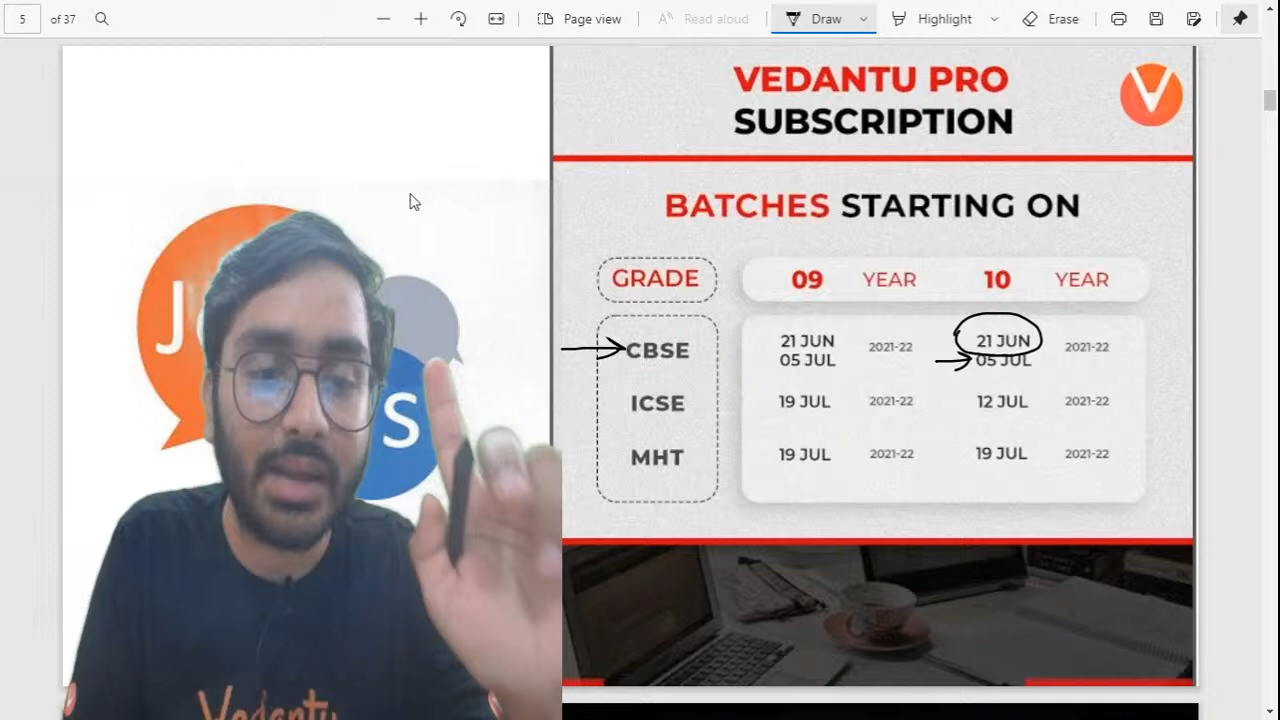 5 of 37 Page view Read aloud Draw Highlight Erase
VEDANTU PRO
SUBSCRIPTION
BATCHES STARTING ON
GRADE 09 YEAR 10 YEAR
CBSE 21 JUN 2021-22 21 JUN 2021-22
05 JUL 05 JUL
ICSE 19 JUL 2021-22 12 JUL 2021-22
MHT 19 JUL 2021-22 19 JUL 2021-22
J
S
Vedantu